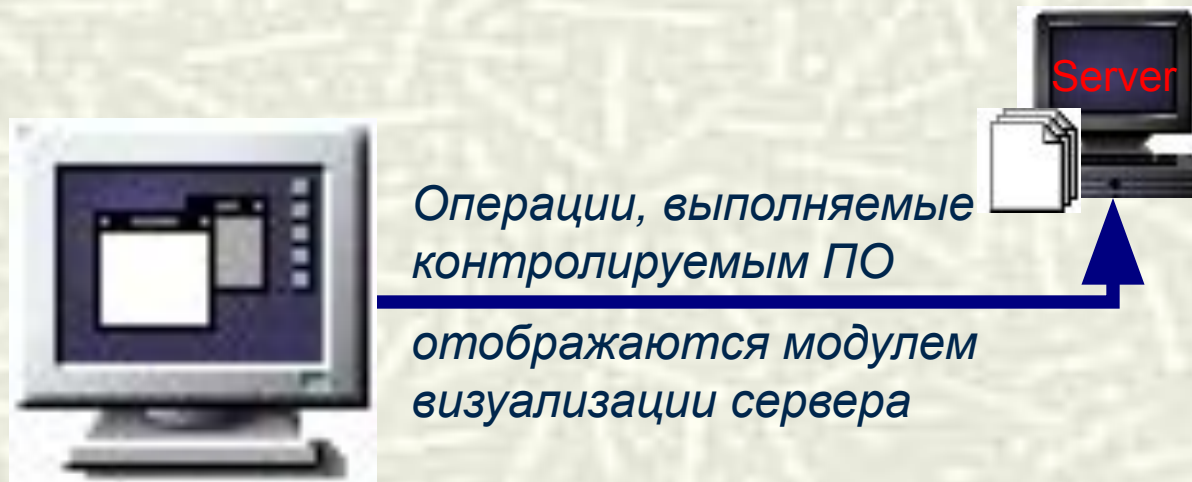 Server
Операции, выполняемые
контролируемым ПО
отображаются модулем
визуализации сервера